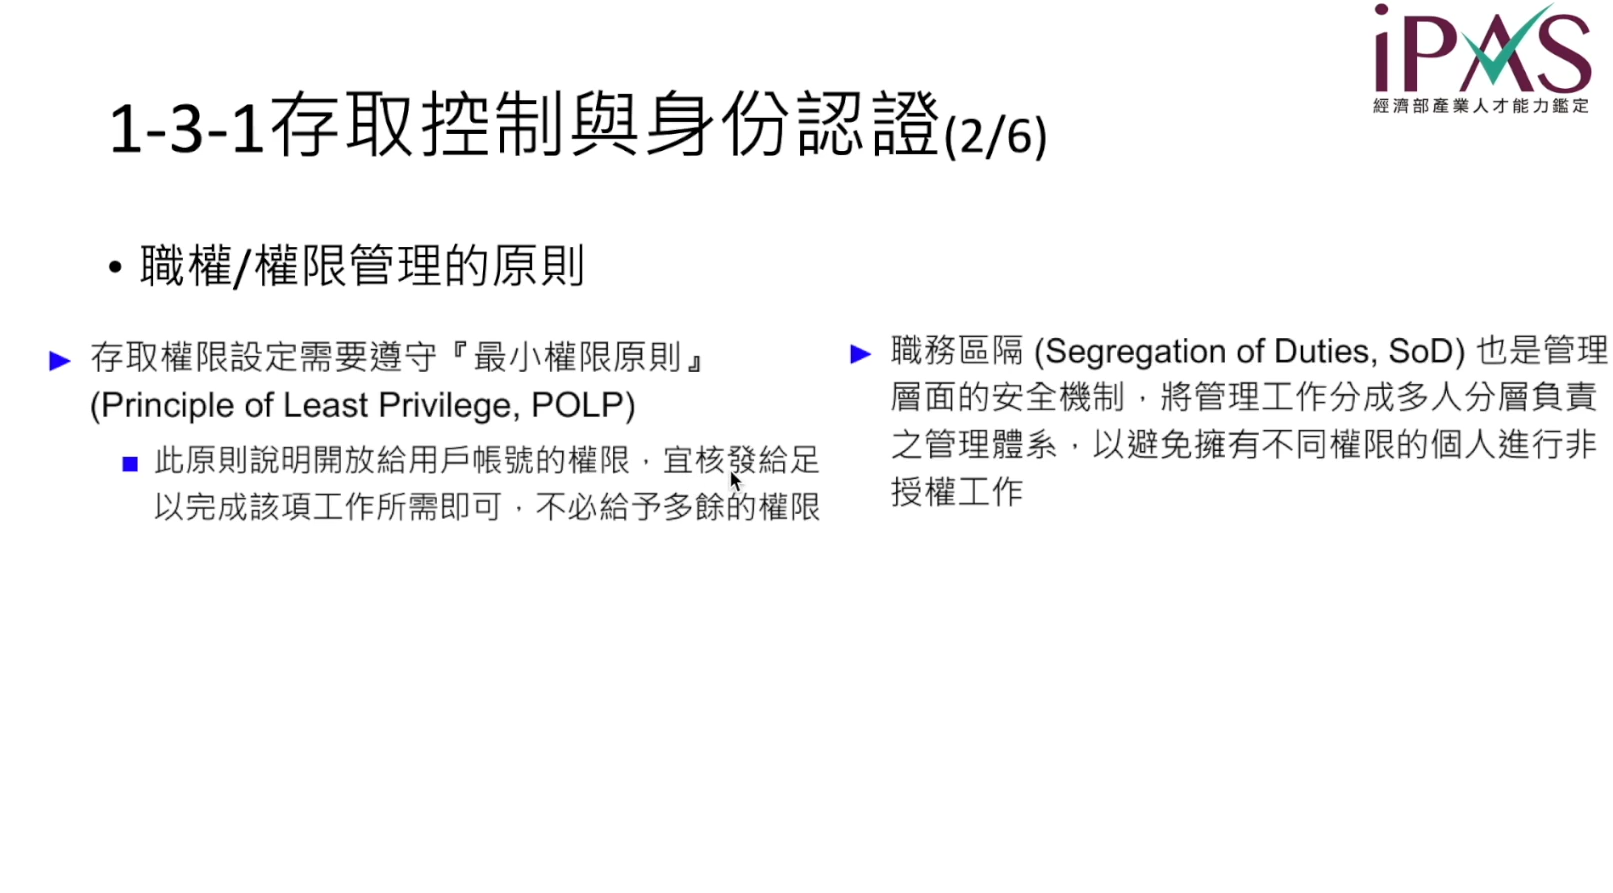 iPAS
經濟部產業人才能力鑑定
1-3-1存取控制與身份認證(2/6)
• 職權/權限管理的原則
存取權限設定需要遵守『最小權限原則』
(Principle of Least Privilege, POLP)
此原則說明開放給用戶帳號的權限，宜核發給足
以完成該項工作所需即可，不必給予多餘的權限
職務區隔 (Segregation of Duties, SoD) 也是管理
層面的安全機制，將管理工作分成多人分層負責
之管理體系，以避免擁有不同權限的個人進行非
授權工作